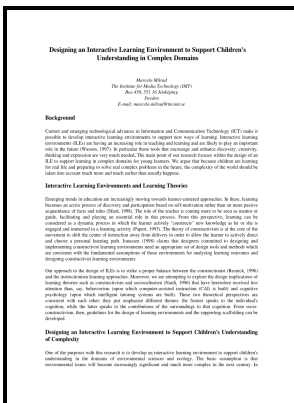 Designing an Interactive Learning Environment to Support Children's
Understanding in Complex Domains
Marcelo Milrad
The Institute for Media Technology (IMT)
Box 450, 551 16 Jönköping
Sweden
E-mail: marcelo.milrad@tm.imt.se
Background
Current and emerging technological advances in Information and Communication Technology (ICT) make it
possible to develop interactive learning environments to support new ways of learning. Interactive learning
environments (ILEs) are having an increasing role in teaching and learning and are likely to play an important
role in the future (Wasson, 1997). In particular those tools that encourage and enhance discovery, creativity,
thinking and expression are very much needed. The main point of our research focuses within the design of an
ILE to support learning in complex domains for young learners. We argue that because children are learning
for real life and preparing to solve real complex problems in the future, the complexity of the world should be
taken into account much more and much earlier than usually happens.
Interactive Learning Environments and Learning Theories
Emerging trends in education are increasingly moving towards learner-centered approaches. In these, learning
becomes an active process of discovery and participation based on self-motivation rather than on more passive
acquaintance of facts and rules (Sfard, 1998). The role of the teacher is coming more to be seen as mentor or
guide, facilitating and playing an essential role in this process. From this perspective, learning can be
considered as a dynamic process in which the learner actively "constructs" new knowledge as he or she is
engaged and immersed in a learning activity (Papert, 1993). The theory of constructivism is at the core of the
movement to shift the center of instruction away from delivery in order to allow the learner to actively direct
and choose a personal learning path. Jonassen (1998) claims that designers committed to designing and
implementing constructivist learning environments need an appropriate set of design tools and methods which
are consistent with the fundamental assumptions of those environments for analyzing learning outcomes and
designing constructivist learning environments.
Our approach to the design of ILEs is to strike a proper balance between the constructionist (Resnick, 1996)
and the instructionist learning approaches. Moreover, we are attempting to explore the design implications of
learning theories such as constructivism and socioculturism (Nardi, 1996) that have heretofore received less
attention than, say, behaviorism (upon which computer-assisted instruction (CAI) is built) and cognitive
psychology (upon which intelligent tutoring systems are built). These two theoretical perspectives are
consistent with each other; they just emphasize different themes: the former speaks to the individual's
cognition, while the latter speaks to the contributions of the surroundings to that cognition. From socio-
constructivism, then, guidelines for the design of learning environments and the supporting scaffolding can be
developed.
Designing an Interactive Learning Environment to Support Children's Understanding
of Complexity
One of the purposes with this research is to develop an interactive learning environment to support children's
understanding in the domains of environmental sciences and ecology. The basic assumption is that
environmental issues will become increasingly significant and much more complex in the next century. In